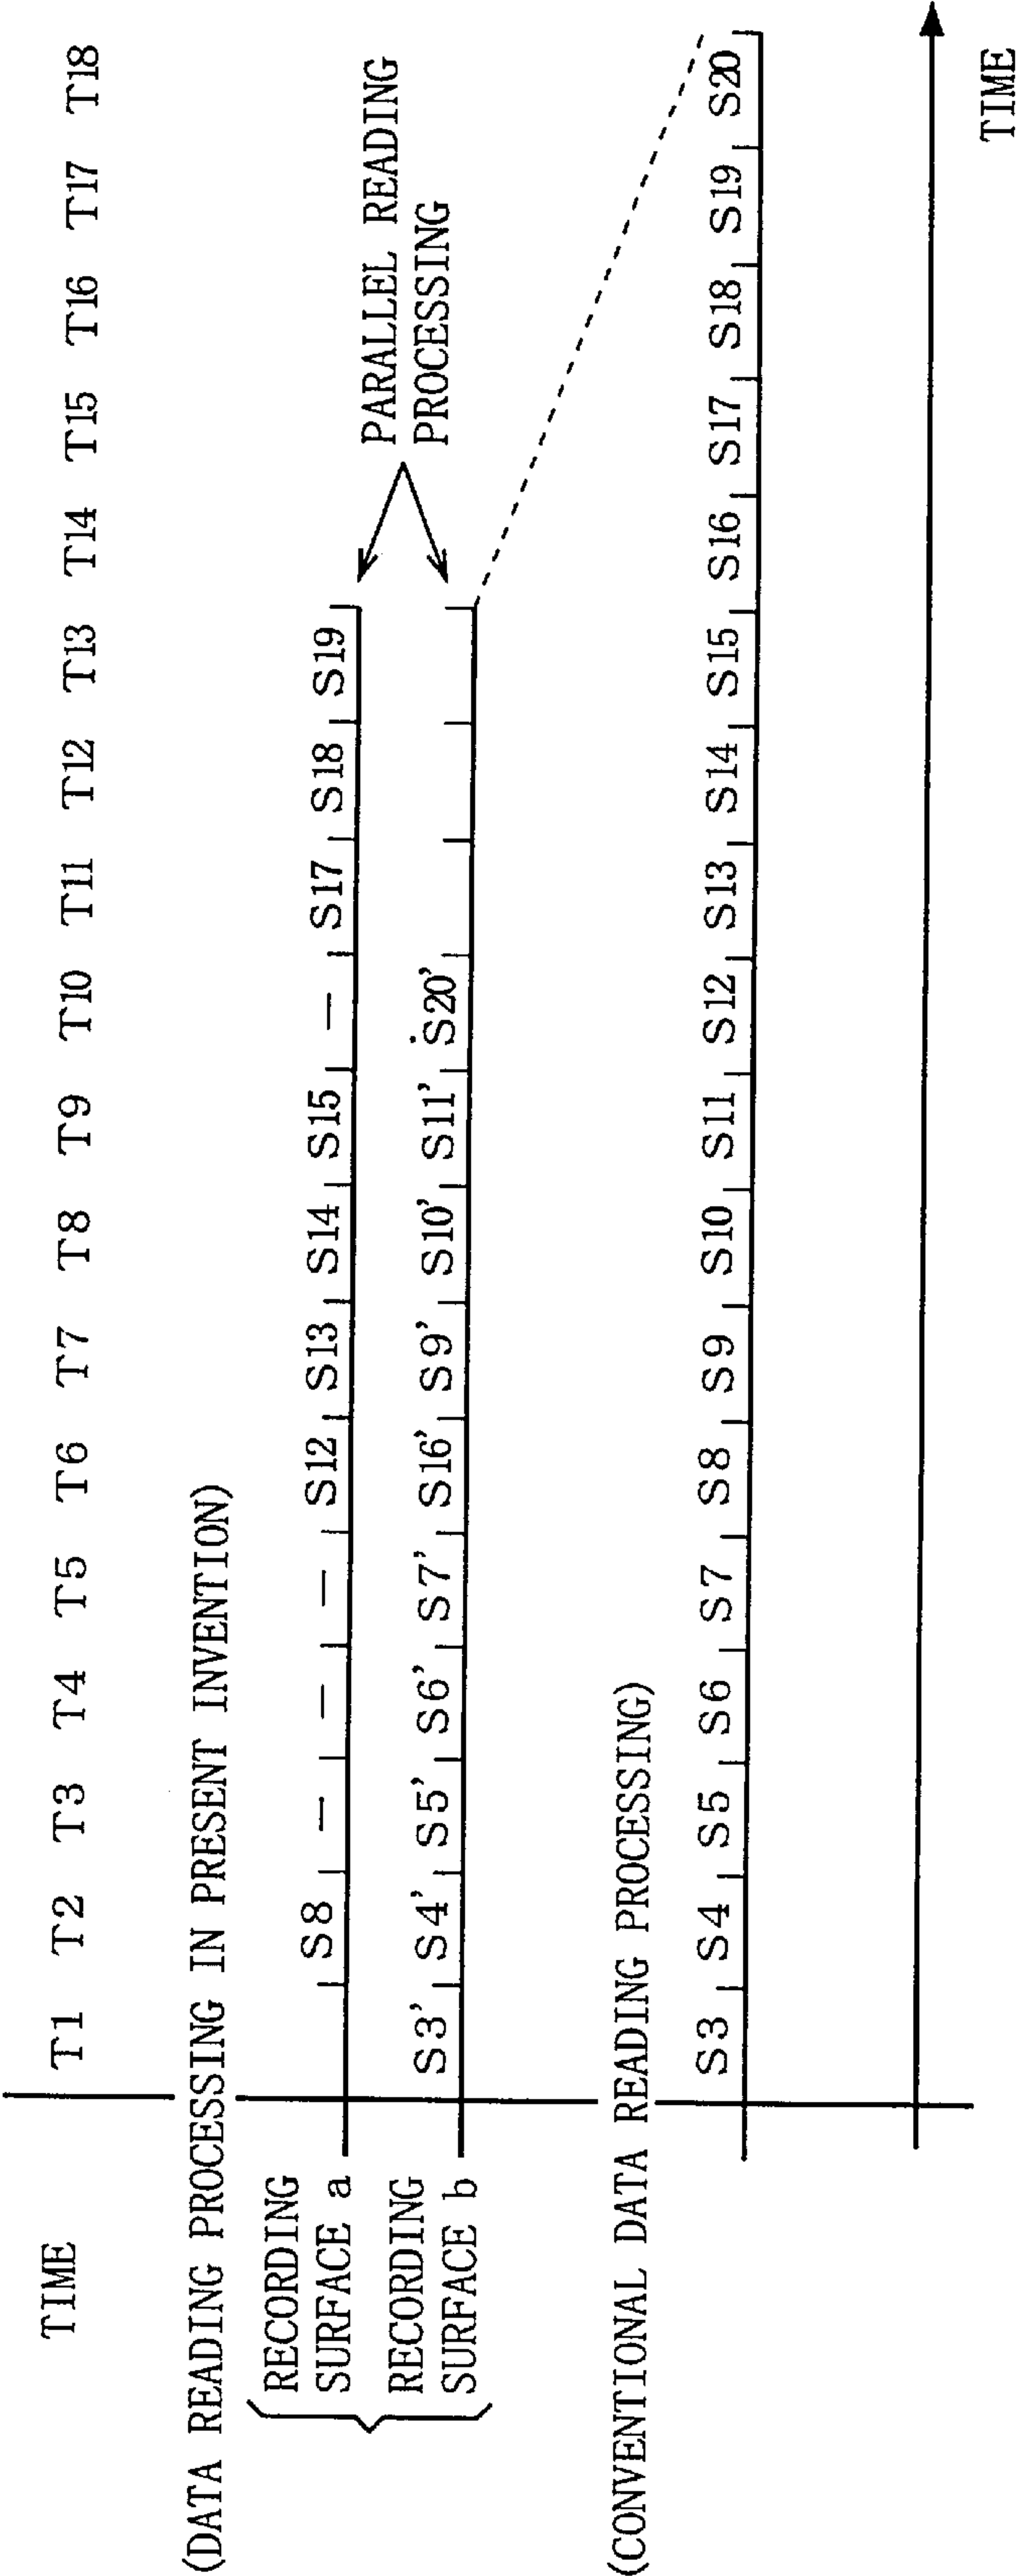 TIME T1 T2 T3 T4 T5 T6 T7 T8 T9 T10 T11 T12 T13 T14 T15 T16 T17 T18
(DATA READING PROCESSING IN PRESENT INVENTION)
RECORDING
SURFACE a
S8 — — — S12 S13 S14 S15 — S17 S18 S19
RECORDING
SURFACE b
S3' S4' S5' S6' S7' S16' S9' S10' S11' S20'
PARALLEL READING
PROCESSING
(CONVENTIONAL DATA READING PROCESSING)
S3 S4 S5 S6 S7 S8 S9 S10 S11 S12 S13 S14 S15 S16 S17 S18 S19 S20
TIME